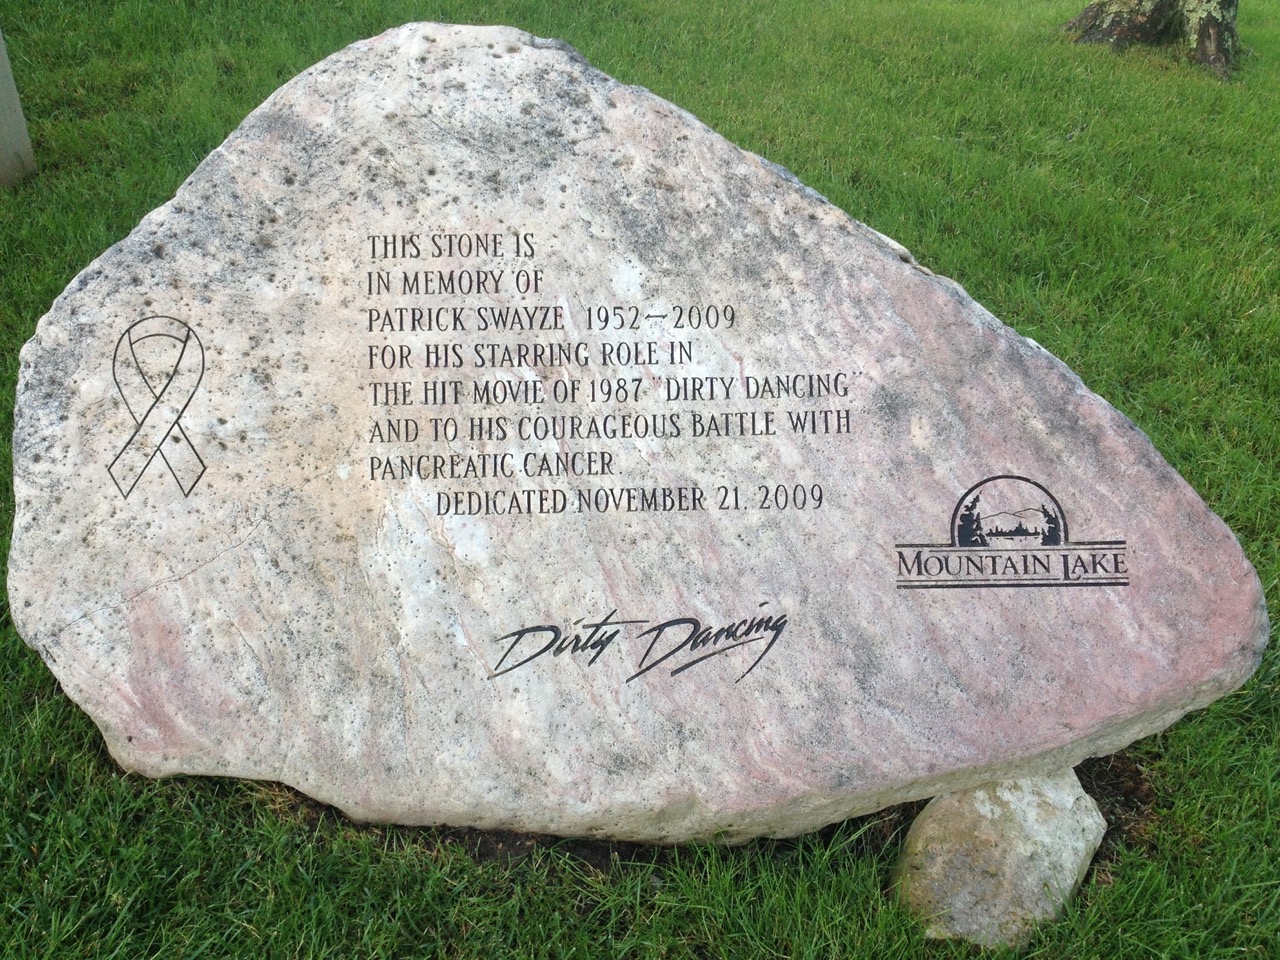 THIS STONE IS
IN MEMORY OF
PATRICK SWAYZE 1952—2009
FOR HIS STARRING ROLE IN
THE HIT MOVIE OF 1987 "DIRTY DANCING"
AND TO HIS COURAGEOUS BATTLE WITH
PANCREATIC CANCER.
DEDICATED NOVEMBER 21, 2009
MOUNTAIN LAKE
Dirty Dancing